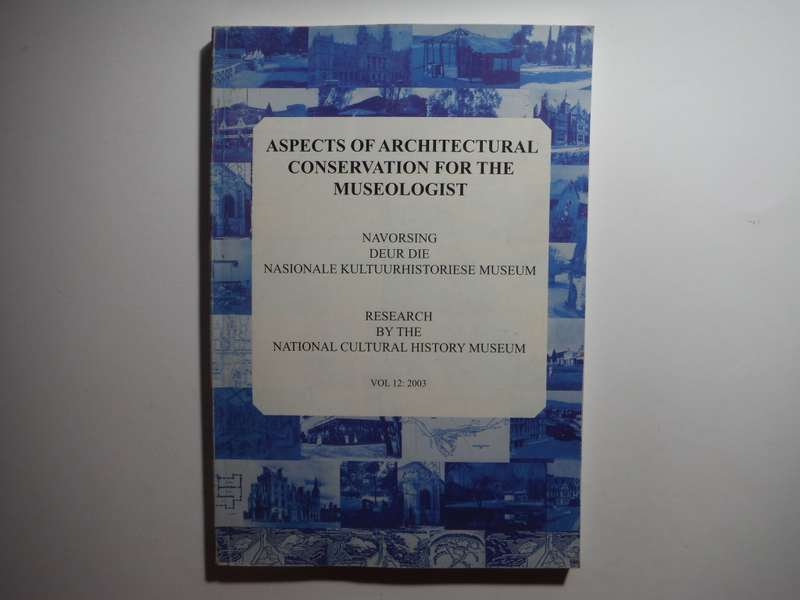 ASPECTS OF ARCHITECTURAL
CONSERVATION FOR THE
MUSEOLOGIST
NAVORSING
DEUR DIE
NASIONALE KULTUURHISTORIESE MUSEUM
RESEARCH
BY THE
NATIONAL CULTURAL HISTORY MUSEUM
VOL 12: 2003